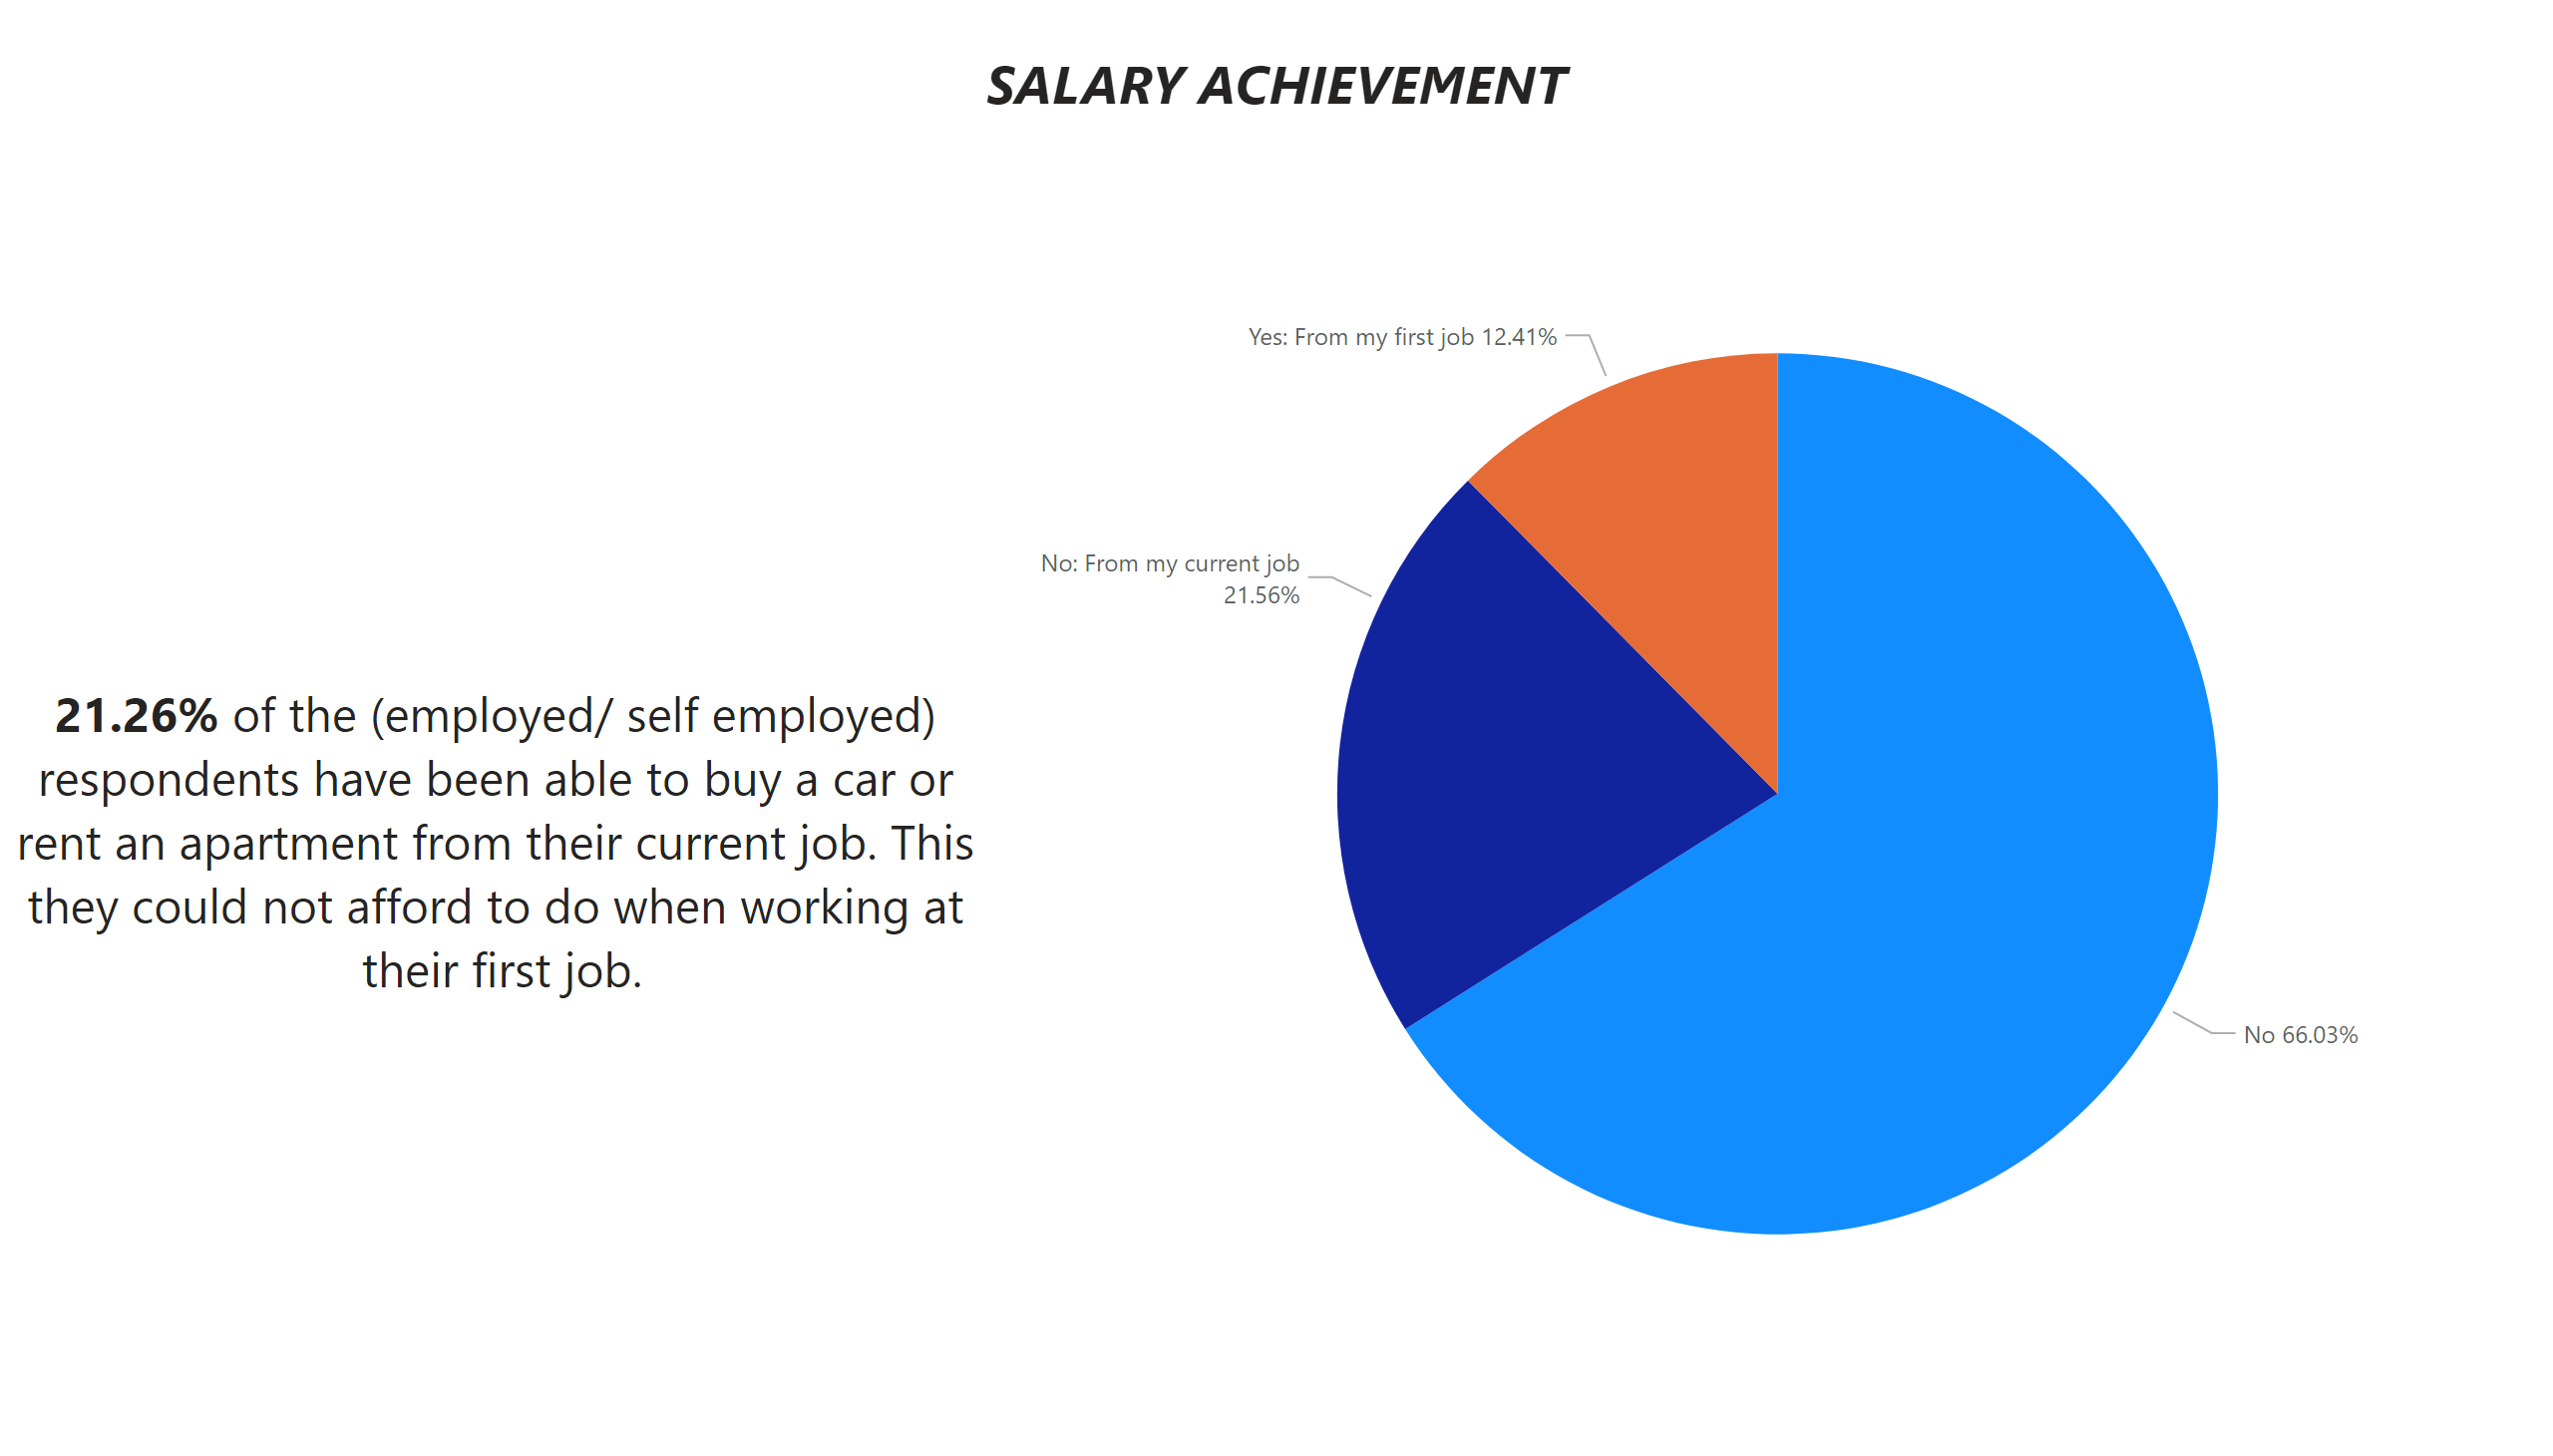 SALARY ACHIEVEMENT
Yes: From my first job 12.41%
No: From my current job
21.56%
21.26% of the (employed/ self employed)
respondents have been able to buy a car or
rent an apartment from their current job. This
they could not afford to do when working at
their first job.
No 66.03%